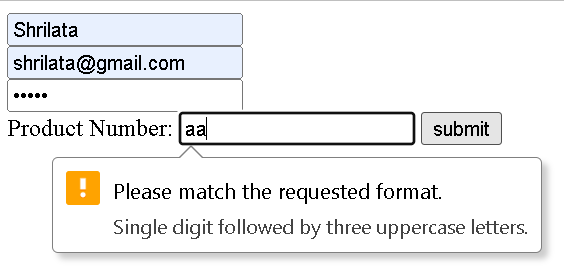 Shrilata
shrilata@gmail.com
•••••
Product Number: aa submit
Please match the requested format.
Single digit followed by three uppercase letters.